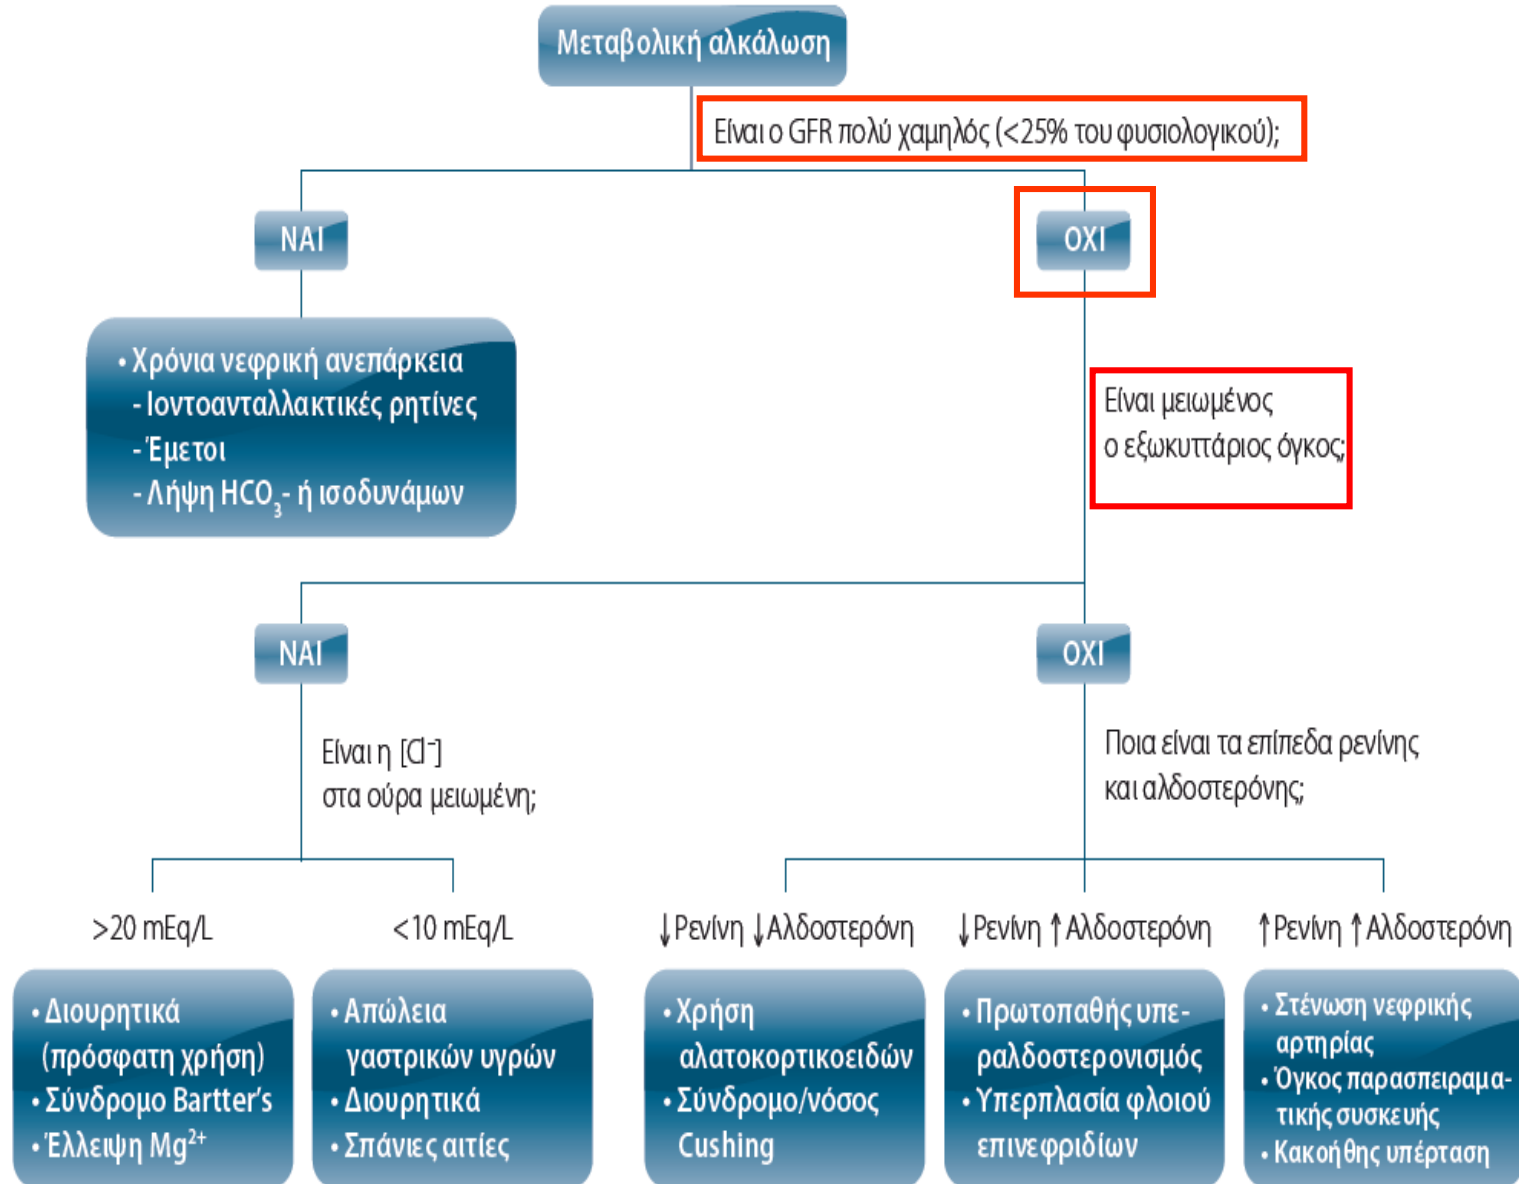 Μεταβολική αλκάλωση
Είναι ο GFR πολύ χαμηλός (<25% του φυσιολογικού);
ΝΑΙ
ΟΧΙ
• Χρόνια νεφρική ανεπάρκεια
- Ιοντοανταλλακτικές ρητίνες
- Έμετοι
- Λήψη HCO₃- ή ισοδυνάμων
Είναι μειωμένος
ο εξωκυττάριος όγκος;
ΝΑΙ
ΟΧΙ
Είναι η [Cl⁻]
στα ούρα μειωμένη;
Ποια είναι τα επίπεδα ρενίνης
και αλδοστερόνης;
>20 mEq/L
<10 mEq/L
↓Ρενίνη ↓Αλδοστερόνη
↓Ρενίνη ↑Αλδοστερόνη
↑Ρενίνη ↑Αλδοστερόνη
• Διουρητικά
(πρόσφατη χρήση)
• Σύνδρομο Bartter's
• Έλλειψη Mg²⁺
• Απώλεια
γαστρικών υγρών
• Διουρητικά
• Σπάνιες αιτίες
• Χρήση
αλατοκορτικοειδών
• Σύνδρομο/νόσος
Cushing
• Πρωτοπαθής υπε-
ραλδοστερονισμός
• Υπερπλασία φλοιού
επινεφριδίων
• Στένωση νεφρικής
αρτηρίας
• Όγκος παρασπειραμα-
τικής συσκευής
• Κακοήθης υπέρταση